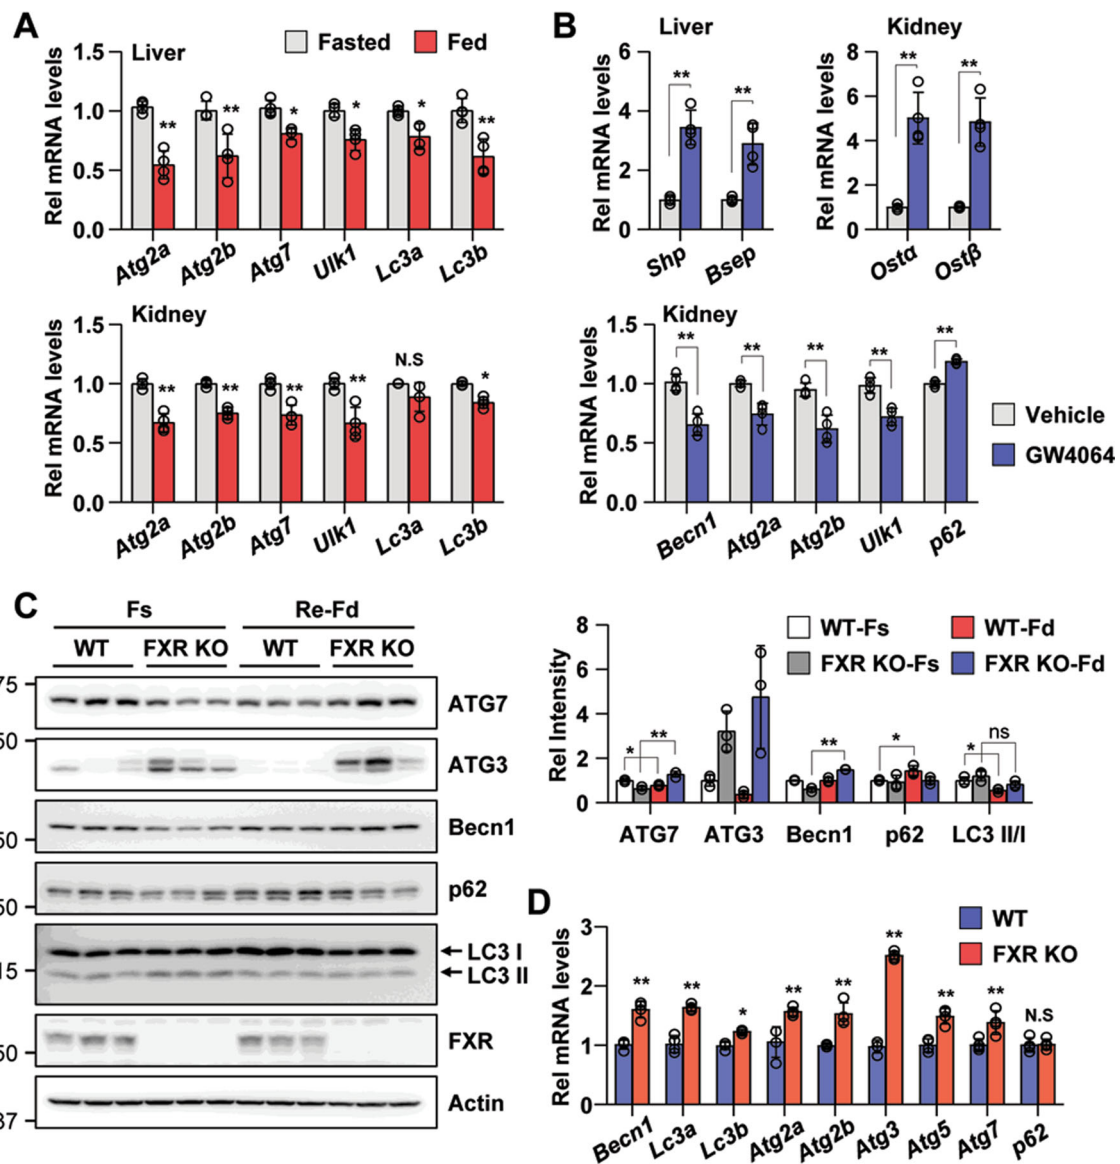 A
Liver
Fasted
Fed
Rel mRNA levels
1.5
1.0
0.5
0.0
** ** * * * **
Atg2a Atg2b Atg7 Ulk1 Lc3a Lc3b
Kidney
Rel mRNA levels
1.5
1.0
0.5
0.0
** ** ** ** N.S *
Atg2a Atg2b Atg7 Ulk1 Lc3a Lc3b
B
Liver
Rel mRNA levels
6
4
2
0
** **
Shp Bsep
Kidney
Rel mRNA levels
8
6
4
2
0
** **
Ostα Ostβ
Kidney
Rel mRNA levels
1.5
1.0
0.5
0.0
** ** ** ** **
Becn1 Atg2a Atg2b Ulk1 p62
Vehicle
GW4064
C
Fs Re-Fd
WT FXR KO WT FXR KO
75 ATG7
50 ATG3
50 Becn1
50 p62
LC3 I
15 LC3 II
50 FXR
37 Actin
WT-Fs WT-Fd
FXR KO-Fs FXR KO-Fd
Rel Intensity
8
6
4
2
0
* ** ** * * ns
ATG7 ATG3 Becn1 p62 LC3 II/I
D
WT
FXR KO
Rel mRNA levels
3
2
1
0
** ** * ** ** ** ** ** N.S
Becn1 Lc3a Lc3b Atg2a Atg2b Atg3 Atg5 Atg7 p62